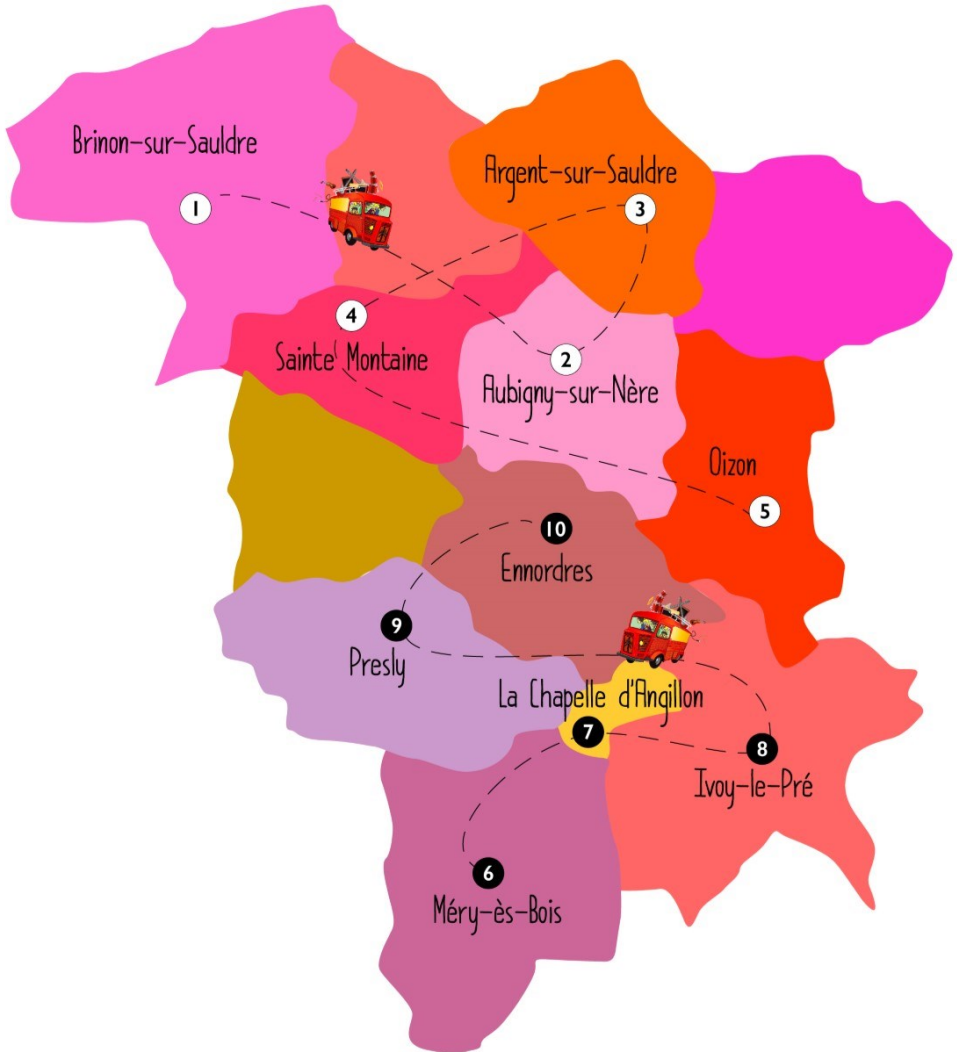 Brinon-sur-Sauldre
1
Argent-sur-Sauldre
3
4
Sainte Montaine
2
Aubigny-sur-Nère
Oizon
5
10
Ennordres
9
Presly
La Chapelle d'Angillon
7
8
Ivoy-le-Pré
6
Méry-ès-Bois